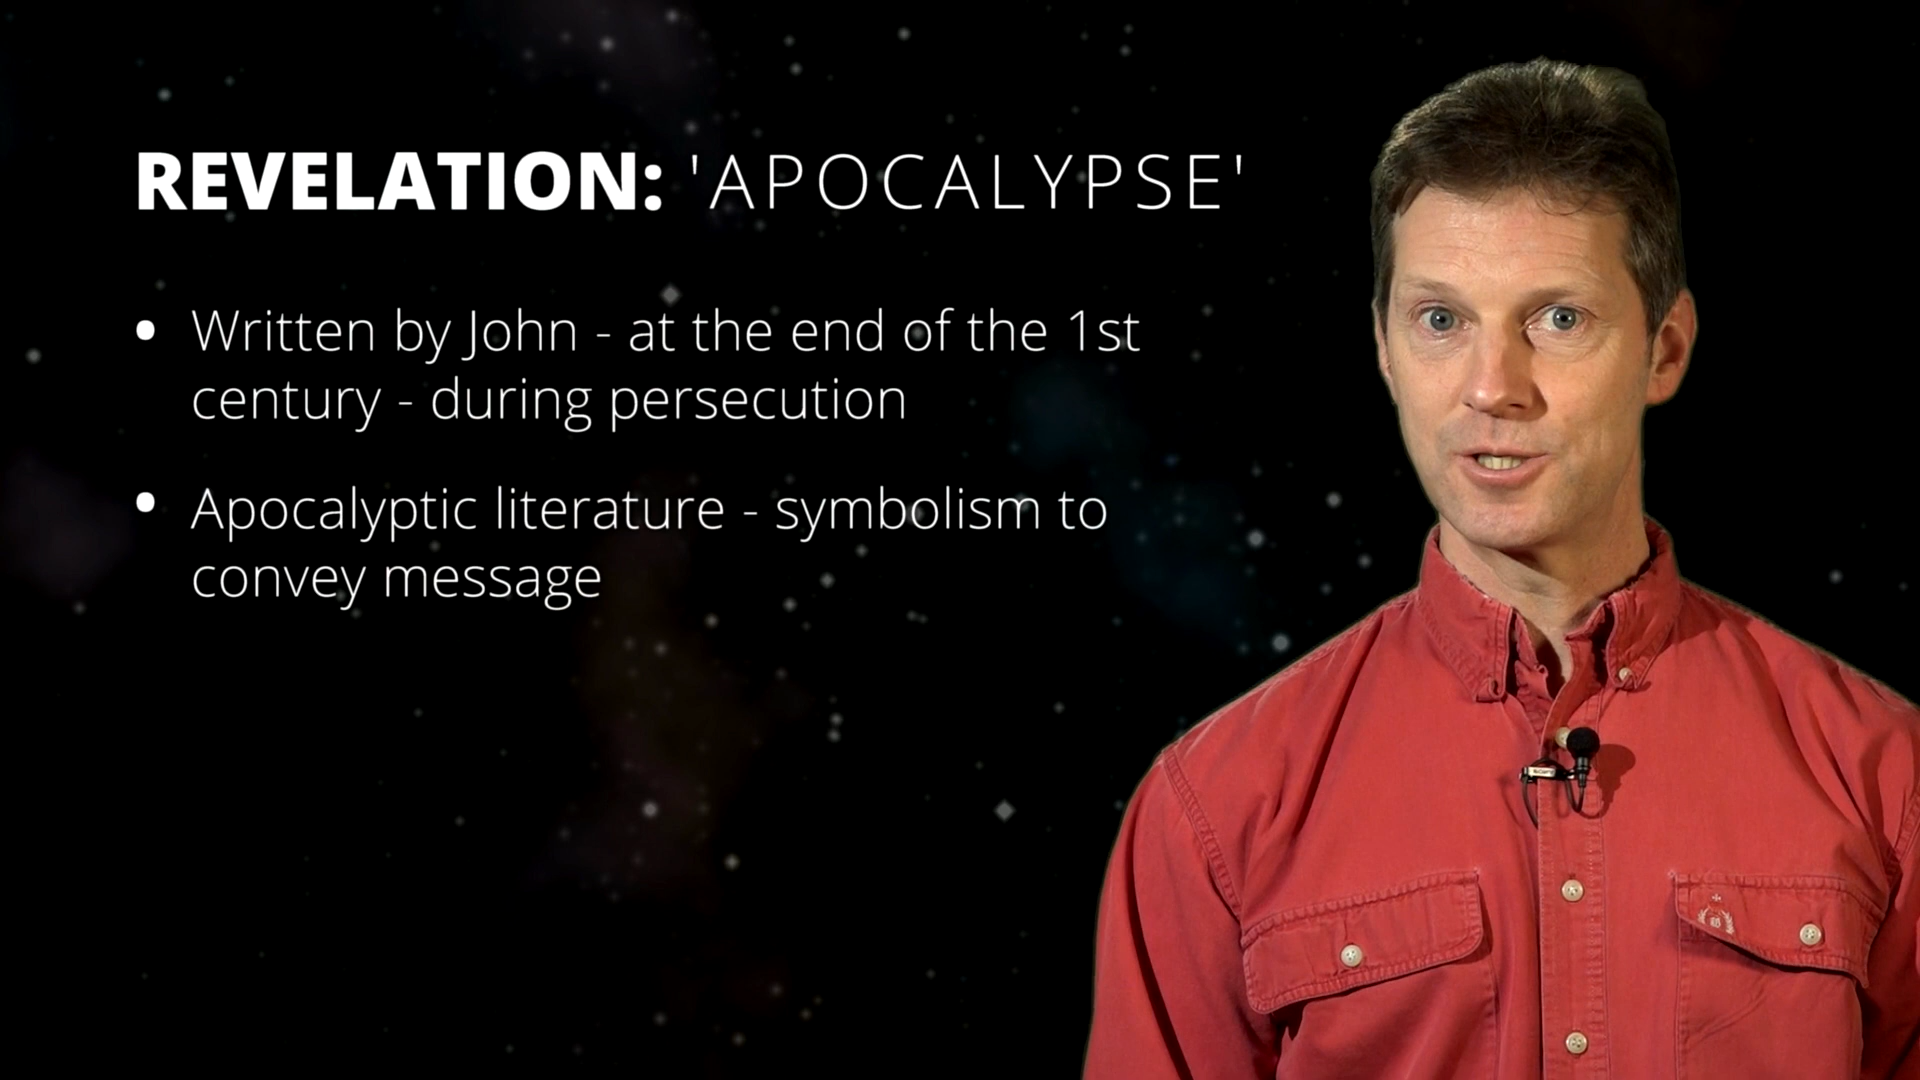 REVELATION: 'APOCALYPSE'
• Written by John - at the end of the 1st
century - during persecution
• Apocalyptic literature - symbolism to
convey message
SONY